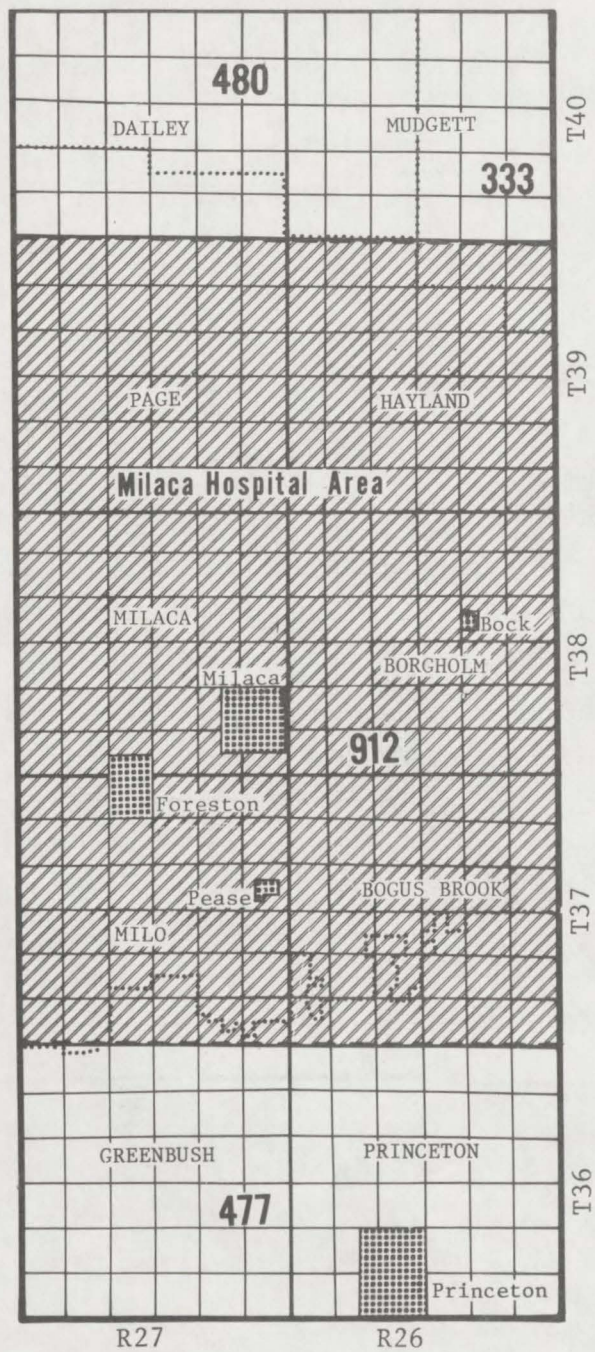 480
DAILEY
MUDGETT
T40
333
PAGE
HAYLAND
T39
Milaca Hospital Area
MILACA
Bock
BORGHOLM
T38
Milaca
912
Foreston
Pease
BOGUS BROOK
T37
MILO
GREENBUSH
PRINCETON
T36
477
Princeton
R27
R26